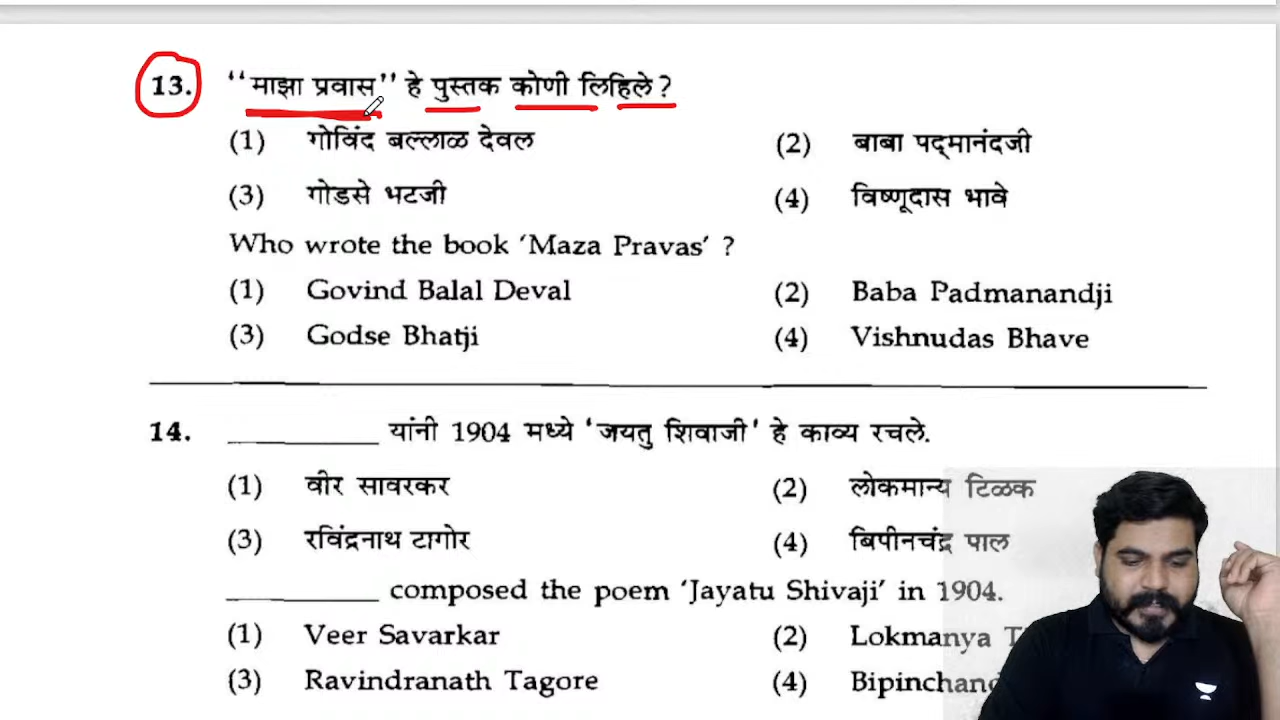 13. “माझा प्रवास” हे पुस्तक कोणी लिहिले ?
(1) गोविंद बल्लाळ देवल (2) बाबा पद्मानंदजी
(3) गोडसे भटजी (4) विष्णूदास भावे
Who wrote the book ‘Maza Pravas’ ?
(1) Govind Balal Deval (2) Baba Padmanandji
(3) Godse Bhatji (4) Vishnudas Bhave
14. __________ यांनी 1904 मध्ये ‘जयतु शिवाजी’ हे काव्य रचले.
(1) वीर सावरकर (2) लोकमान्य टिळक
(3) रविंद्रनाथ टागोर (4) बिपीनचंद्र पाल
__________ composed the poem ‘Jayatu Shivaji’ in 1904.
(1) Veer Savarkar (2) Lokmanya
(3) Ravindranath Tagore (4)